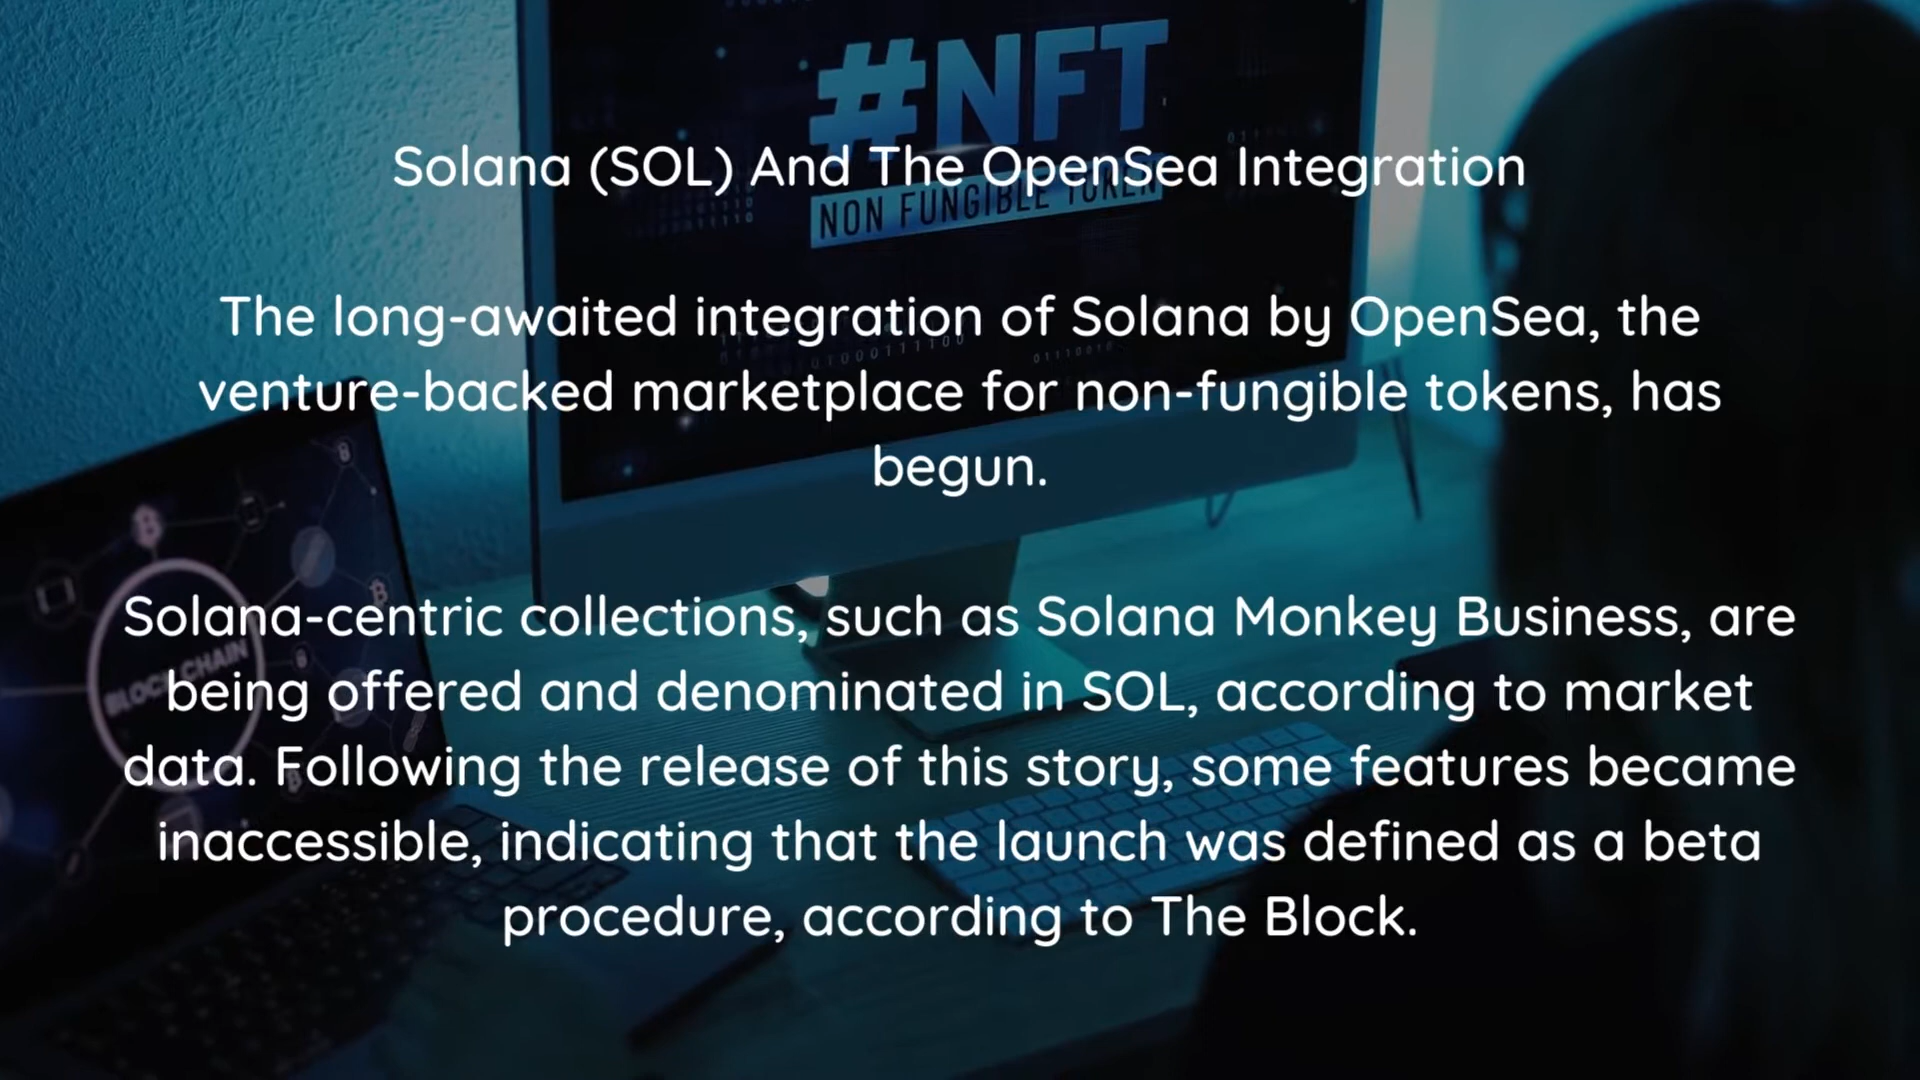 #NFT
Solana (SOL) And The OpenSea Integration
NON FUNGIBLE TOKEN
The long-awaited integration of Solana by OpenSea, the
venture-backed marketplace for non-fungible tokens, has
begun.
Solana-centric collections, such as Solana Monkey Business, are
BLOCKCHAIN
being offered and denominated in SOL, according to market
data. Following the release of this story, some features became
inaccessible, indicating that the launch was defined as a beta
procedure, according to The Block.